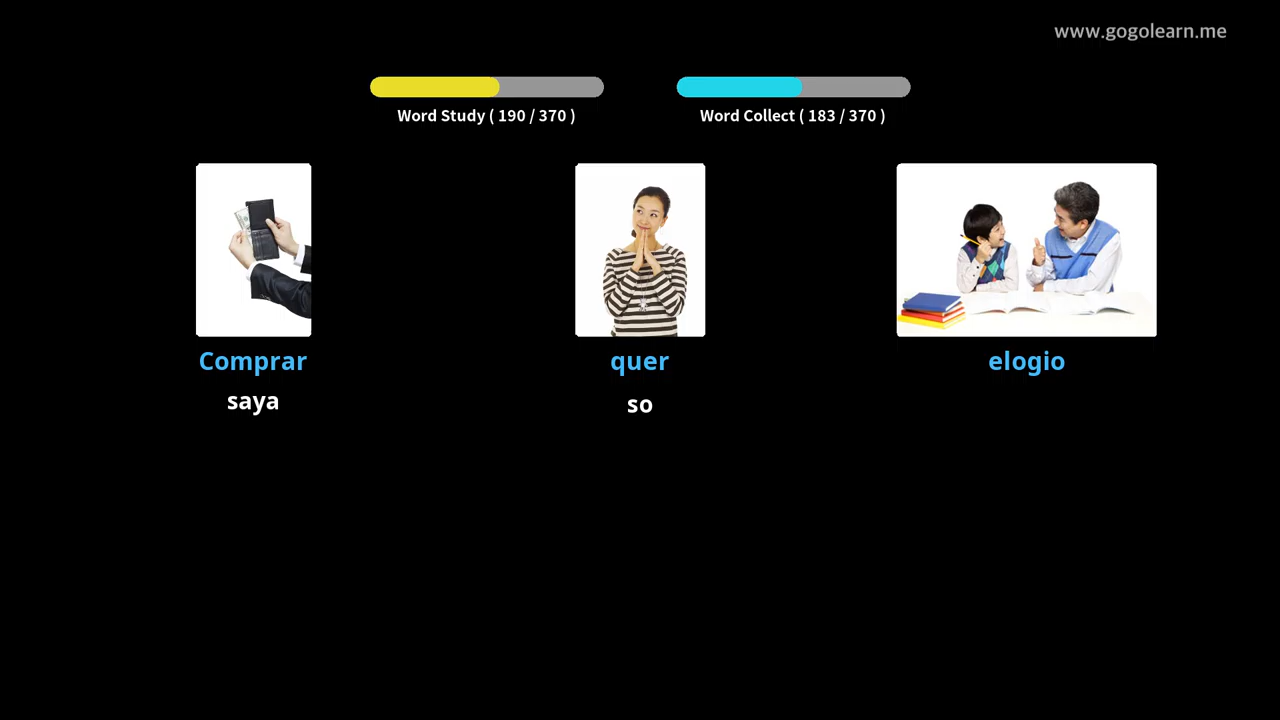 www.gogolearn.me
Word Study ( 190 / 370 )
Word Collect ( 183 / 370 )
Comprar
saya
quer
so
elogio